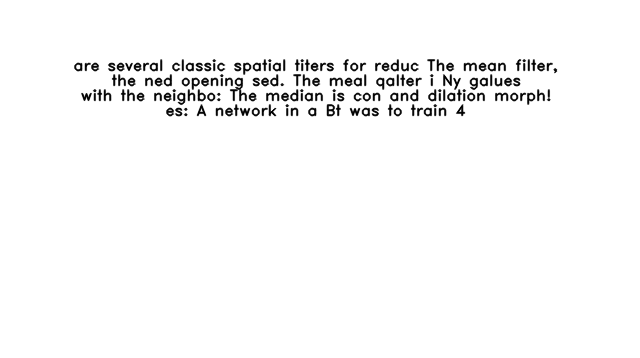 are several classic spatial titers for reduc The mean filter,
the ned opening sed. The meal qalter i Ny galues
with the neighbo: The median is con and dilation morph!
es: A network in a Bt was to train 4